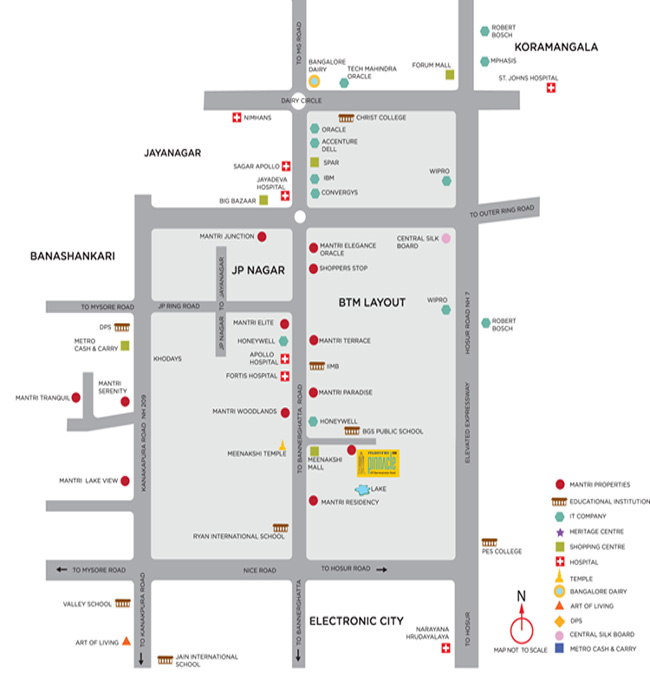 TO MG ROAD
ROBERT
BOSCH
KORAMANGALA
MPHASIS
FORUM MALL
ST. JOHNS HOSPITAL
BANGALORE
DAIRY
TECH MAHINDRA
ORACLE
DAIRY CIRCLE
NIMHANS
CHRIST COLLEGE
ORACLE
ACCENTURE
DELL
JAYANAGAR
SPAR
SAGAR APOLLO
WIPRO
IBM
JAYADEVA
HOSPITAL
CONVERGYS
BIG BAZAAR
TO OUTER RING ROAD
MANTRI JUNCTION
CENTRAL SILK
BOARD
MANTRI ELEGANCE
ORACLE
BANASHANKARI
JP NAGAR
SHOPPERS STOP
JP NAGAR TO JAYANAGAR
BTM LAYOUT
WIPRO
HOSUR ROAD NH 7
TO MYSORE ROAD
JP RING ROAD
ROBERT
BOSCH
DPS
MANTRI ELITE
METRO
CASH & CARRY
HONEYWELL
MANTRI TERRACE
KHODAYS
APOLLO
HOSPITAL
IIMB
FORTIS HOSPITAL
MANTRI
SERENITY
MANTRI TRANQUIL
MANTRI PARADISE
MANTRI WOODLANDS
KANAKAPURA ROAD NH 209
TO BANNERGHATTA ROAD
ELEVATED EXPRESSWAY
HONEYWELL
BGS PUBLIC SCHOOL
MEENAKSHI TEMPLE
MEENAKSHI
MALL
pinnacle
MANTRI LAKE VIEW
LAKE
MANTRI RESIDENCY
RYAN INTERNATIONAL SCHOOL
PES COLLEGE
TO MYSORE ROAD
NICE ROAD
TO HOSUR ROAD
VALLEY SCHOOL
TO KANAKPURA ROAD
TO BANNERGHATTA
TO HOSUR
ELECTRONIC CITY
NARAYANA
HRUDAYALAYA
ART OF LIVING
JAIN INTERNATIONAL
SCHOOL
MANTRI PROPERTIES
EDUCATIONAL INSTITUTION
IT COMPANY
HERITAGE CENTRE
SHOPPING CENTRE
HOSPITAL
TEMPLE
BANGALORE DAIRY
ART OF LIVING
DPS
CENTRAL SILK BOARD
METRO CASH & CARRY
N
MAP NOT TO SCALE